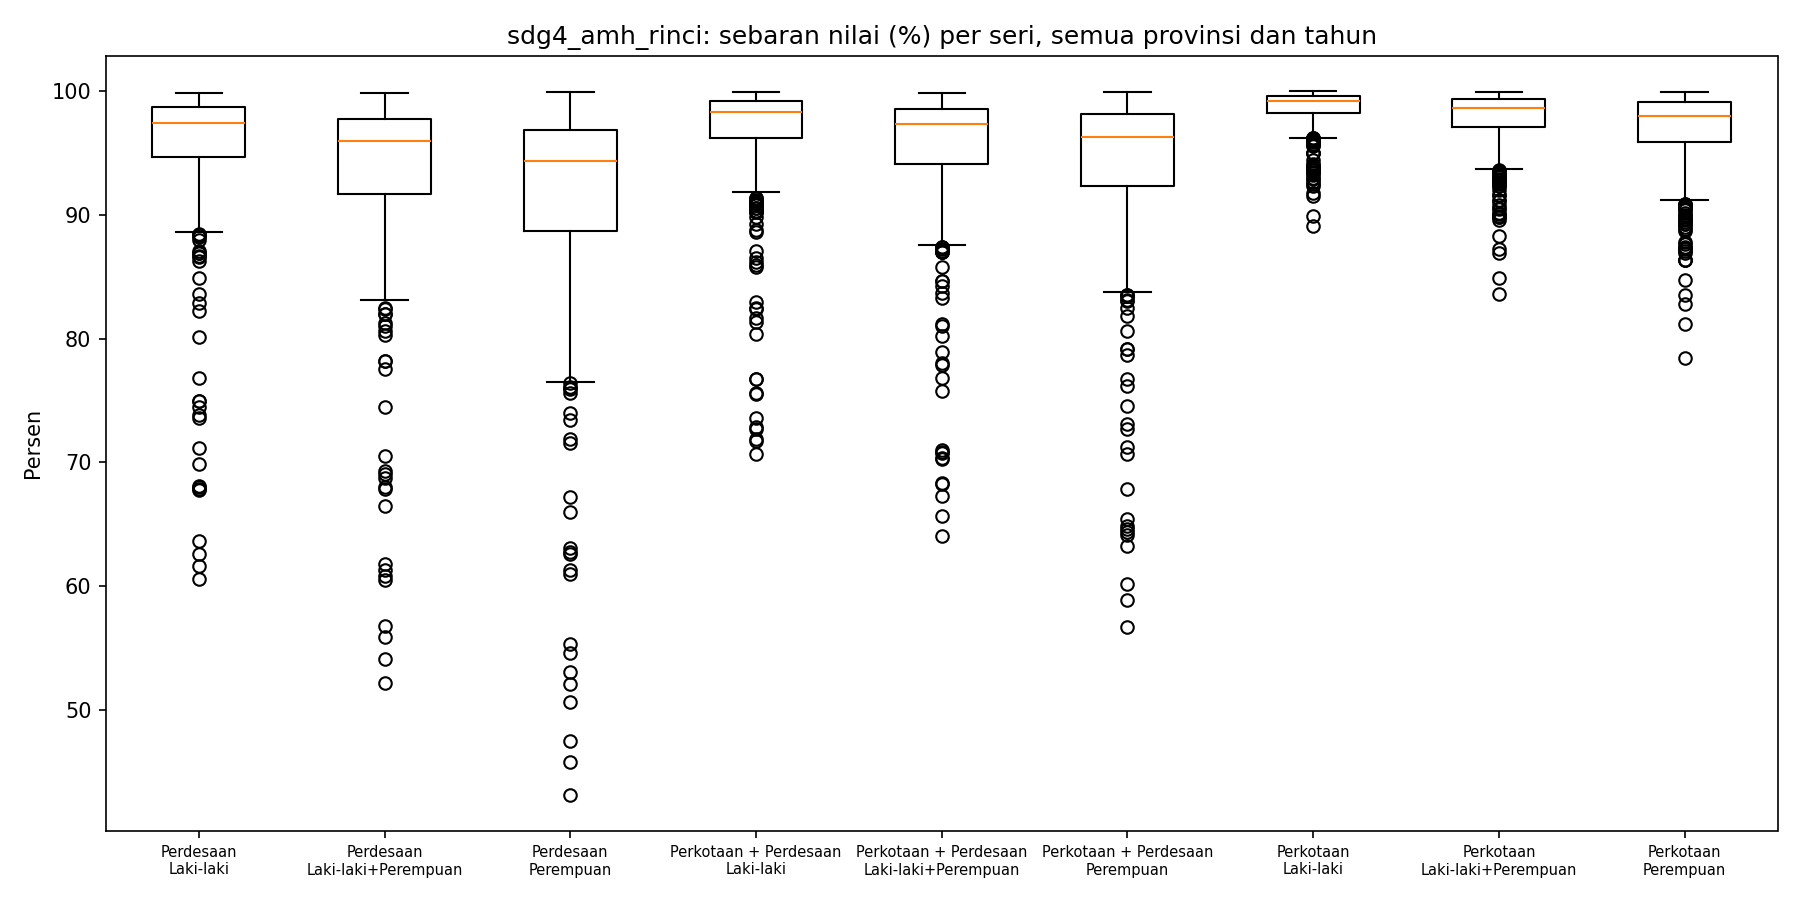 sdg4_amh_rinci: sebaran nilai (%) per seri, semua provinsi dan tahun
Persen
100
90
80
70
60
50
Perdesaan
Laki-laki
Perdesaan
Laki-laki+Perempuan
Perdesaan
Perempuan
Perkotaan + Perdesaan
Laki-laki
Perkotaan + Perdesaan
Laki-laki+Perempuan
Perkotaan + Perdesaan
Perempuan
Perkotaan
Laki-laki
Perkotaan
Laki-laki+Perempuan
Perkotaan
Perempuan